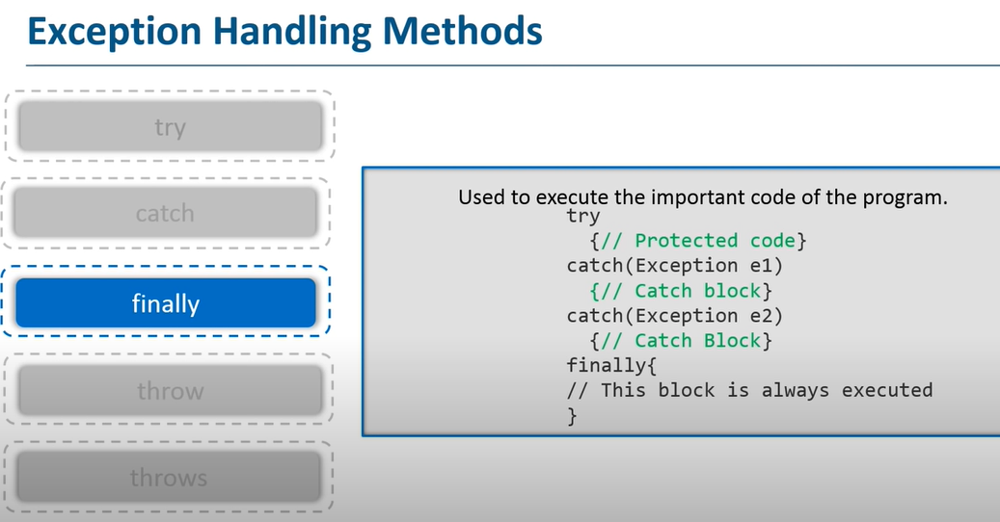 Exception Handling Methods
try
catch
finally
throw
throws
Used to execute the important code of the program.
try
{// Protected code}
catch(Exception e1)
{// Catch block}
catch(Exception e2)
{// Catch Block}
finally{
// This block is always executed
}